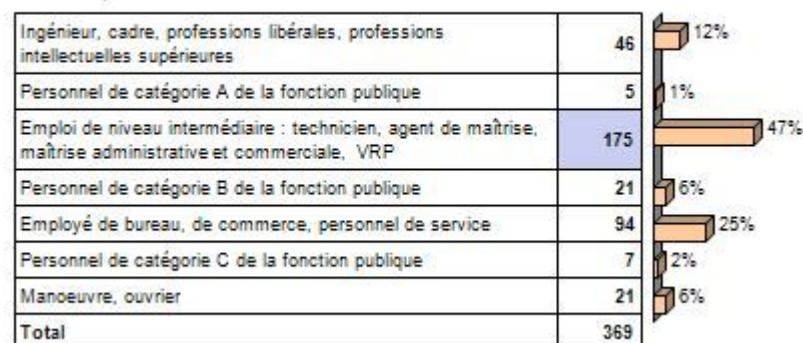 Ingénieur, cadre, professions libérales, professions
intellectuelles supérieures 46 12%
Personnel de catégorie A de la fonction publique 5 1%
Emploi de niveau intermédiaire : technicien, agent de maîtrise,
maîtrise administrative et commerciale, VRP 175 47%
Personnel de catégorie B de la fonction publique 21 6%
Employé de bureau, de commerce, personnel de service 94 25%
Personnel de catégorie C de la fonction publique 7 2%
Manoeuvre, ouvrier 21 6%
Total 369